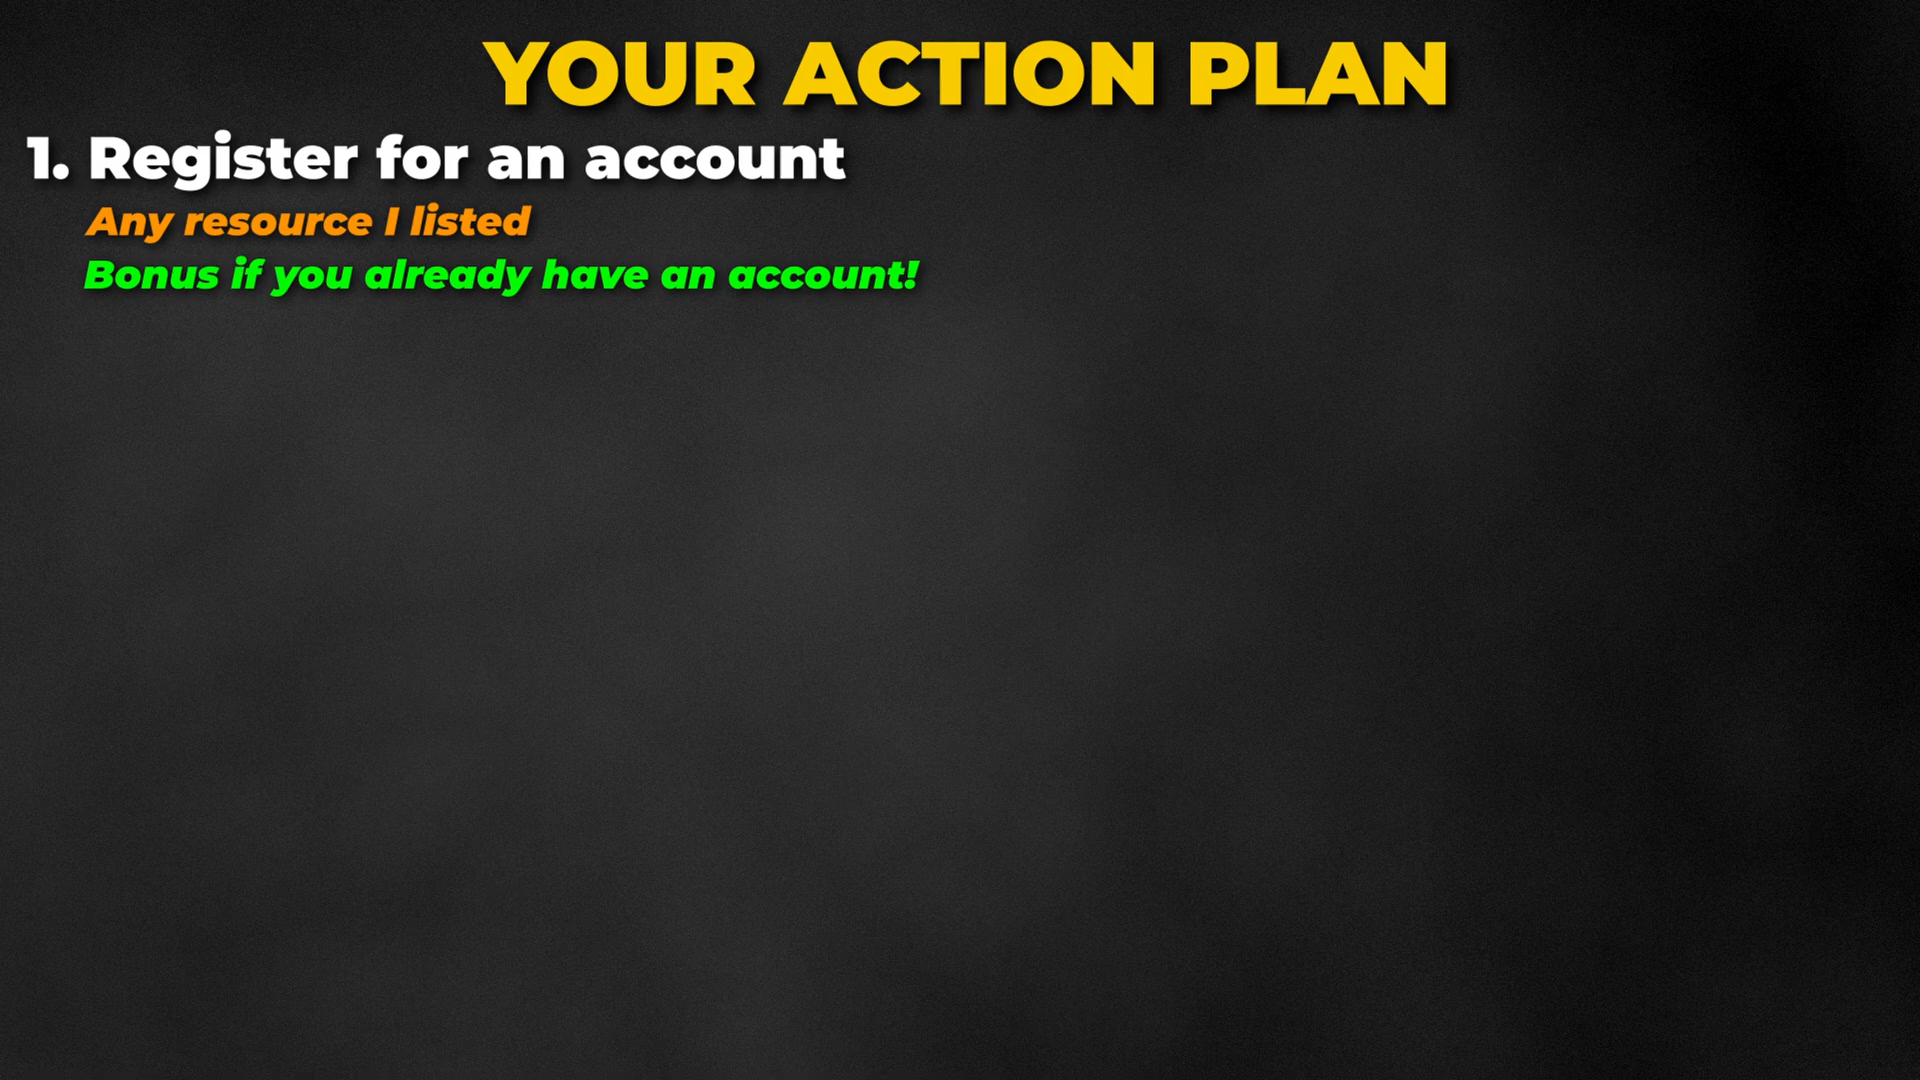 YOUR ACTION PLAN
1. Register for an account
Any resource I listed
Bonus if you already have an account!